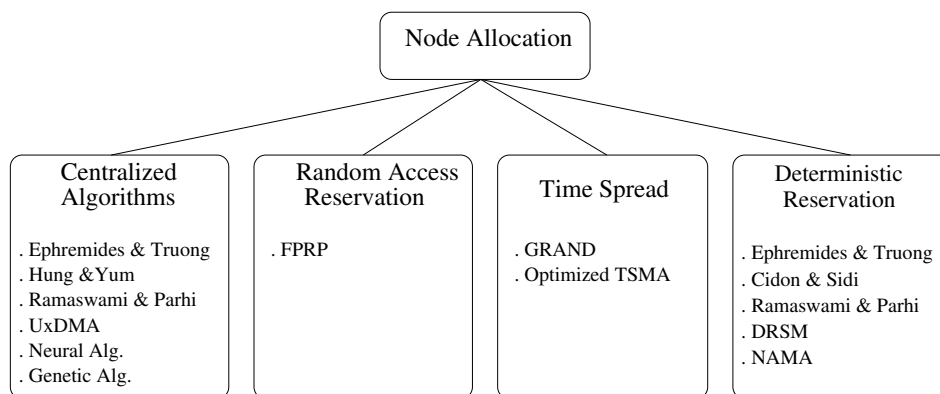 Node Allocation
Centralized
Algorithms
. Ephremides & Truong
. Hung &Yum
. Ramaswami & Parhi
. UxDMA
. Neural Alg.
. Genetic Alg.
Random Access
Reservation
. FPRP
Time Spread
. GRAND
. Optimized TSMA
Deterministic
Reservation
. Ephremides & Truong
. Cidon & Sidi
. Ramaswami & Parhi
. DRSM
. NAMA